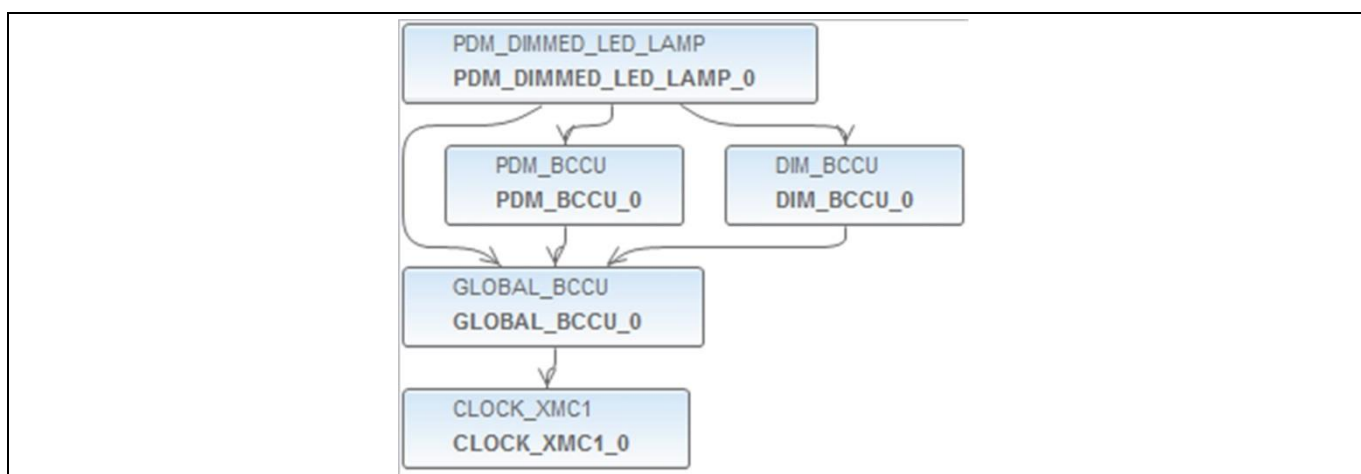 PDM_DIMMED_LED_LAMP
PDM_DIMMED_LED_LAMP_0
PDM_BCCU
PDM_BCCU_0
DIM_BCCU
DIM_BCCU_0
GLOBAL_BCCU
GLOBAL_BCCU_0
CLOCK_XMC1
CLOCK_XMC1_0